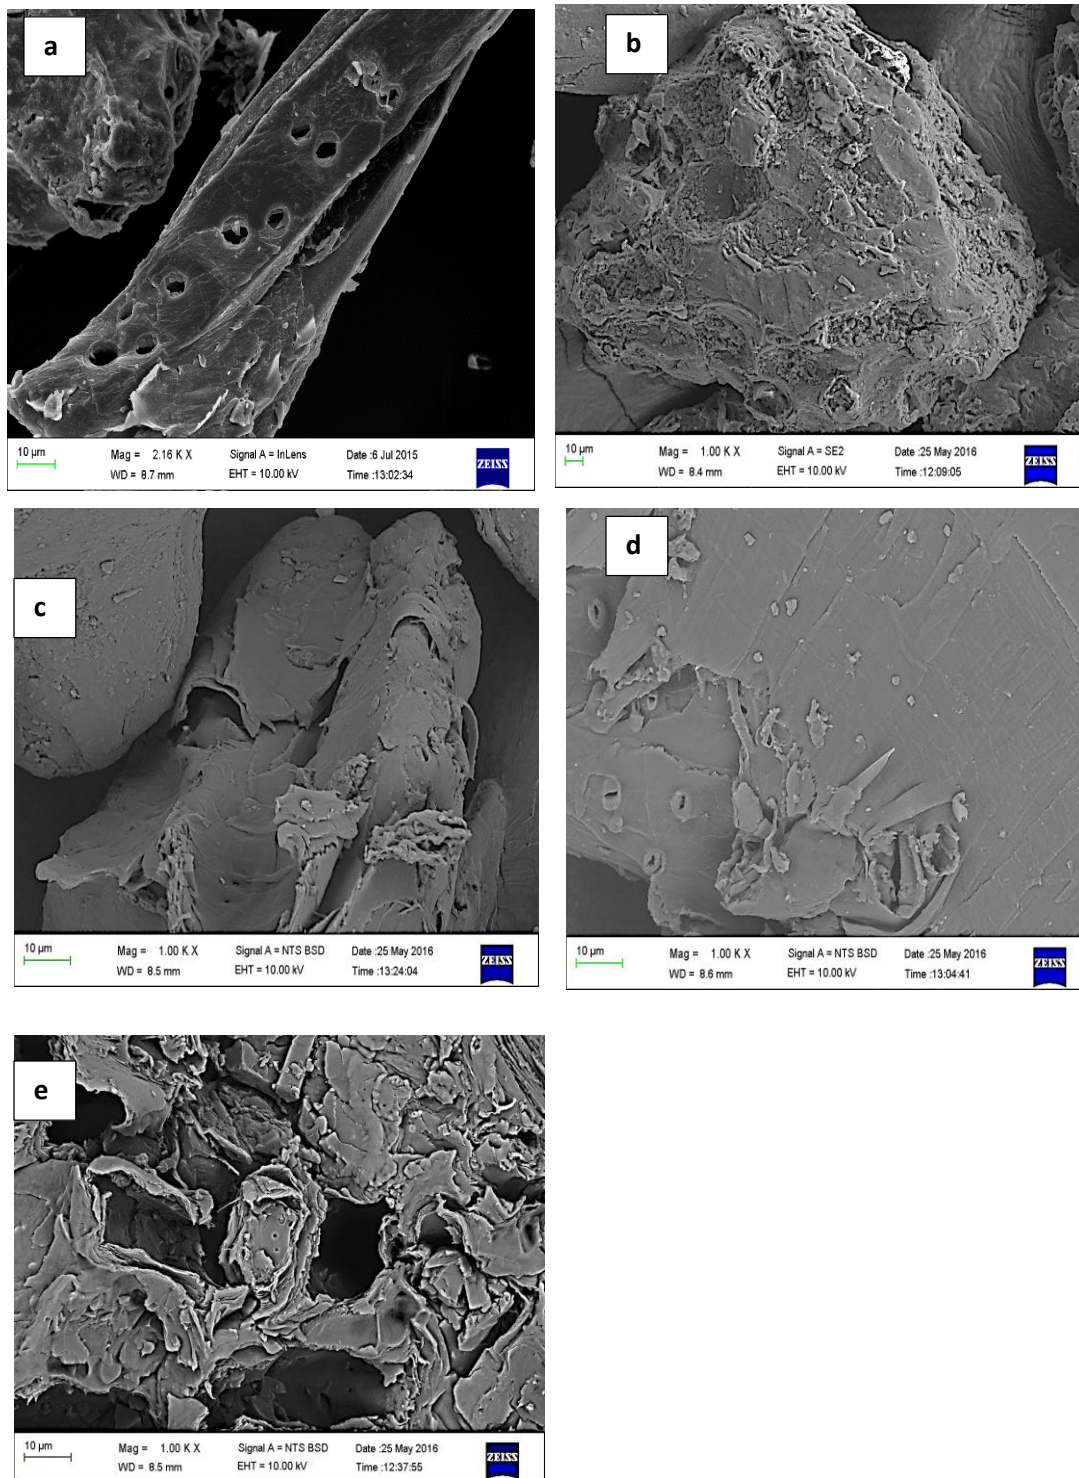 a
10 µm Mag = 2.16 K X Signal A = InLens Date :6 Jul 2015 ZEISS
WD = 8.7 mm EHT = 10.00 kV Time :13:02:34
b
10 µm Mag = 1.00 K X Signal A = SE2 Date :25 May 2016 ZEISS
WD = 8.4 mm EHT = 10.00 kV Time :12:09:05
c
10 µm Mag = 1.00 K X Signal A = NTS BSD Date :25 May 2016 ZEISS
WD = 8.5 mm EHT = 10.00 kV Time :13:24:04
d
10 µm Mag = 1.00 K X Signal A = NTS BSD Date :25 May 2016 ZEISS
WD = 8.6 mm EHT = 10.00 kV Time :13:04:41
e
10 µm Mag = 1.00 K X Signal A = NTS BSD Date :25 May 2016 ZEISS
WD = 8.5 mm EHT = 10.00 kV Time :12:37:55